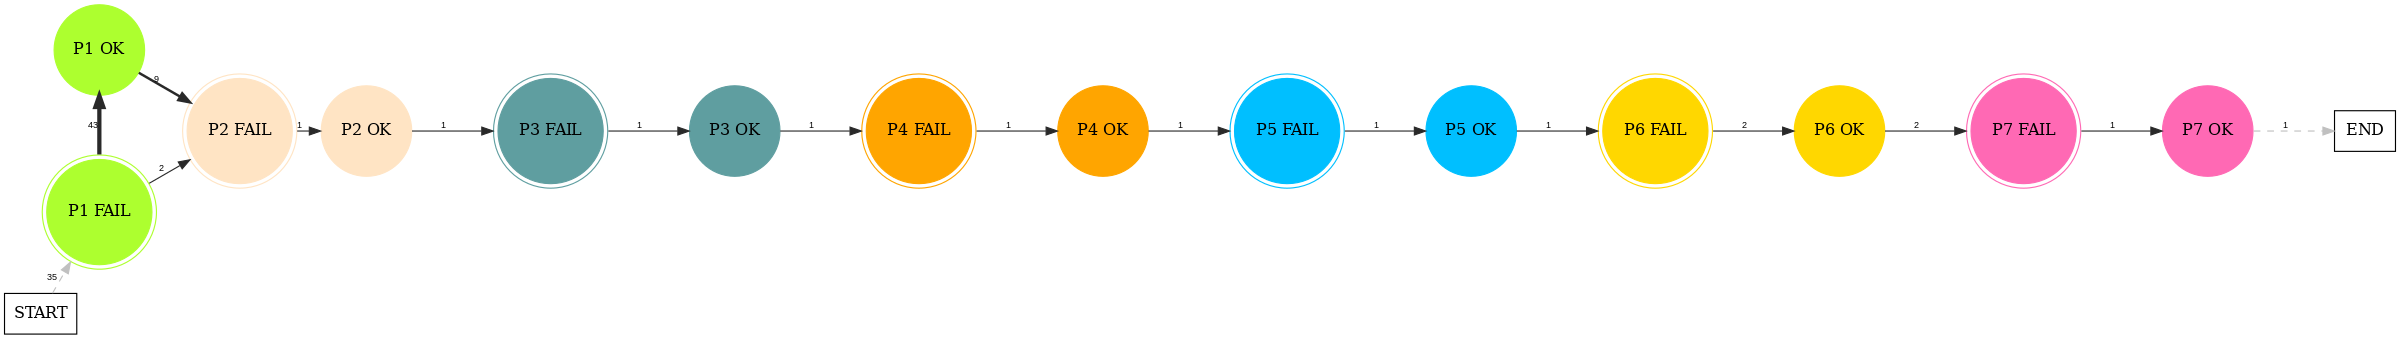 P1 OK
9
43
P2 FAIL
1
P2 OK
1
P3 FAIL
1
P3 OK
1
P4 FAIL
1
P4 OK
1
P5 FAIL
1
P5 OK
1
P6 FAIL
2
P6 OK
2
P7 FAIL
1
P7 OK
1
END
2
P1 FAIL
35
START